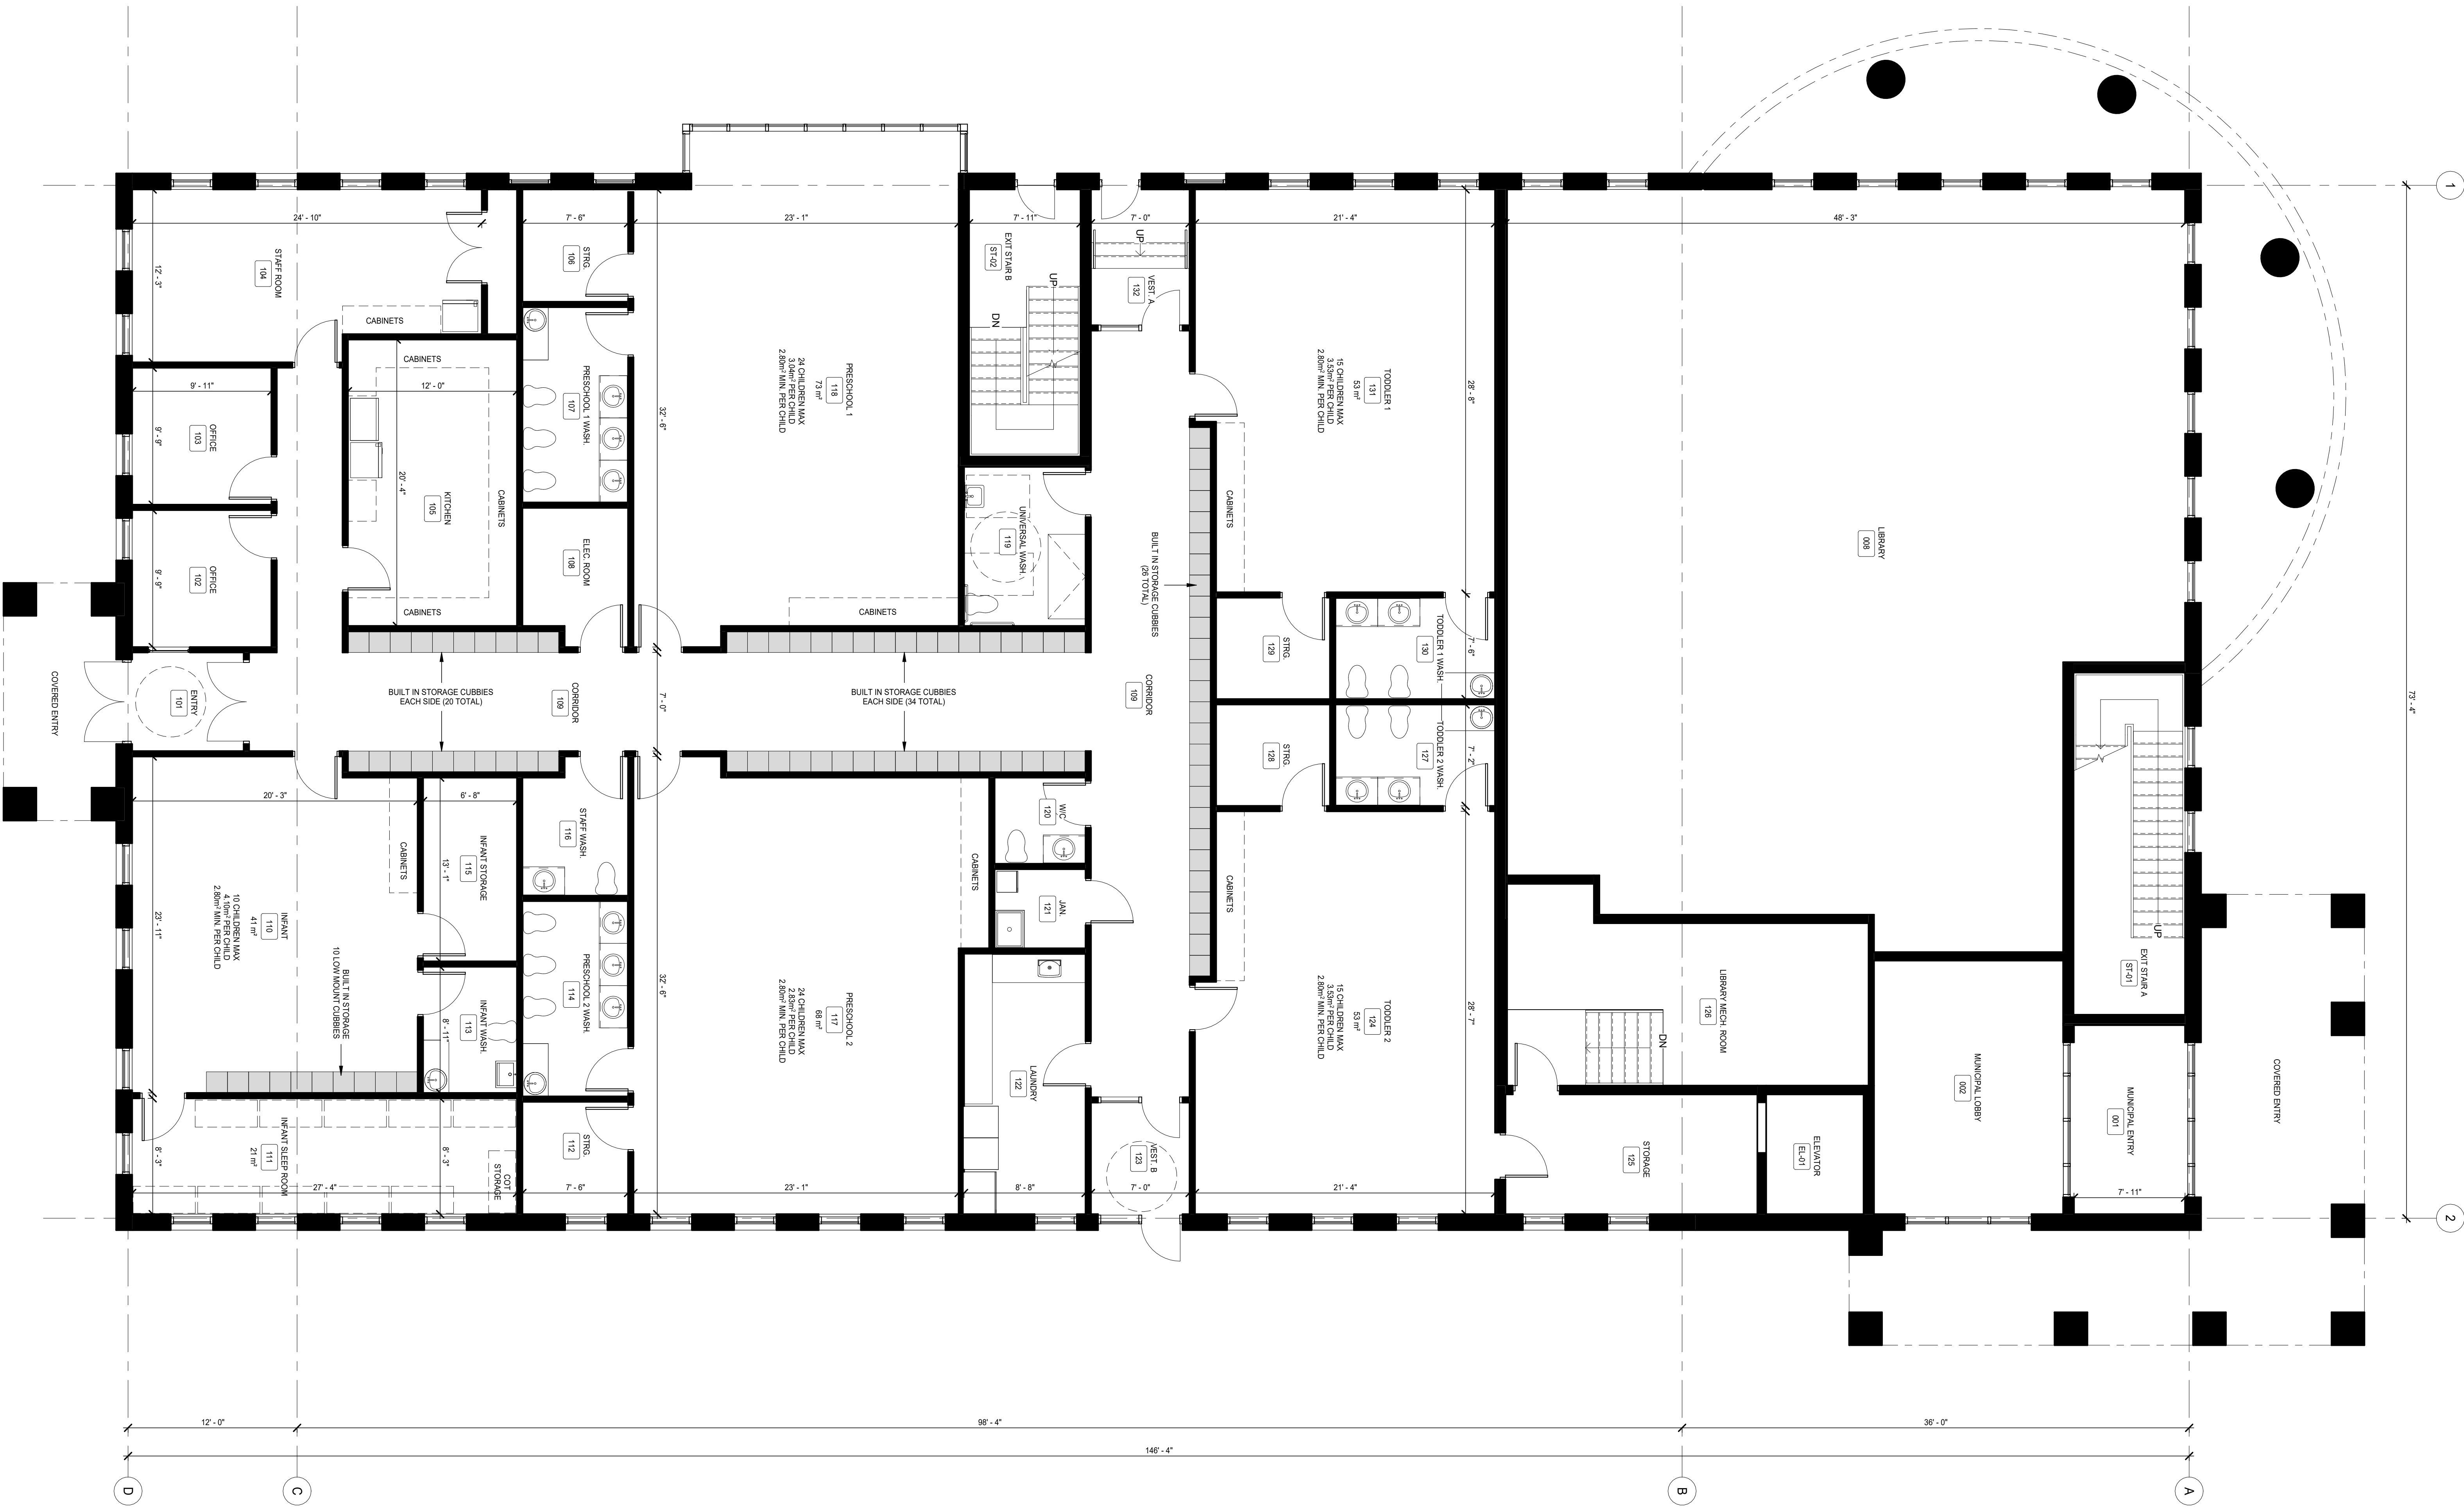 1
2
73' - 4"
A
B
C
D
12' - 0"
98' - 4"
36' - 0"
146' - 4"
24' - 10"
7' - 6"
23' - 1"
7' - 11"
7' - 0"
21' - 4"
48' - 3"
STAFF ROOM
104
12' - 3"
CABINETS
STRG.
106
PRESCHOOL 1 WASH.
107
ELEC. ROOM
108
CABINETS
CABINETS
CABINETS
12' - 0"
20' - 4"
KITCHEN
105
9' - 11"
9' - 9"
OFFICE
103
OFFICE
102
9' - 9"
COVERED ENTRY
ENTRY
101
32' - 6"
PRESCHOOL 1
118
73 m²
24 CHILDREN MAX
3.04m² PER CHILD
2.80m² MIN. PER CHILD
CABINETS
EXIT STAIR B
ST-02
UP
DN
UP
VEST. A
132
UNIVERSAL WASH.
119
BUILT IN STORAGE CUBBIES
(26 TOTAL)
CORRIDOR
109
CORRIDOR
109
BUILT IN STORAGE CUBBIES
EACH SIDE (20 TOTAL)
BUILT IN STORAGE CUBBIES
EACH SIDE (34 TOTAL)
7' - 0"
TODDLER 1
131
53 m²
15 CHILDREN MAX
3.53m² PER CHILD
2.80m² MIN. PER CHILD
28' - 8"
CABINETS
STRG.
129
TODDLER 1 WASH.
130
7' - 6"
STRG.
128
TODDLER 2 WASH.
127
7' - 2"
CABINETS
TODDLER 2
124
53 m²
15 CHILDREN MAX
3.53m² PER CHILD
2.80m² MIN. PER CHILD
28' - 7"
21' - 4"
LIBRARY
008
UP
EXIT STAIR A
ST-01
LIBRARY MECH. ROOM
126
DN
MUNICIPAL LOBBY
002
MUNICIPAL ENTRY
001
7' - 11"
COVERED ENTRY
STORAGE
125
ELEVATOR
EL-01
20' - 3"
6' - 8"
CABINETS
13' - 1"
INFANT STORAGE
115
STAFF WASH.
116
INFANT
110
41 m²
10 CHILDREN MAX
4.10m² PER CHILD
2.80m² MIN. PER CHILD
23' - 11"
BUILT IN STORAGE
10 LOW MOUNT CUBBIES
8' - 11"
INFANT WASH.
113
PRESCHOOL 2 WASH.
114
STRG.
112
INFANT SLEEP ROOM
111
21 m²
8' - 3"
8' - 3"
COT
STORAGE
27' - 4"
7' - 6"
23' - 1"
8' - 8"
7' - 0"
32' - 6"
PRESCHOOL 2
117
68 m²
24 CHILDREN MAX
2.83m² PER CHILD
2.80m² MIN. PER CHILD
CABINETS
W/C
120
JAN.
121
LAUNDRY
122
VEST. B
123